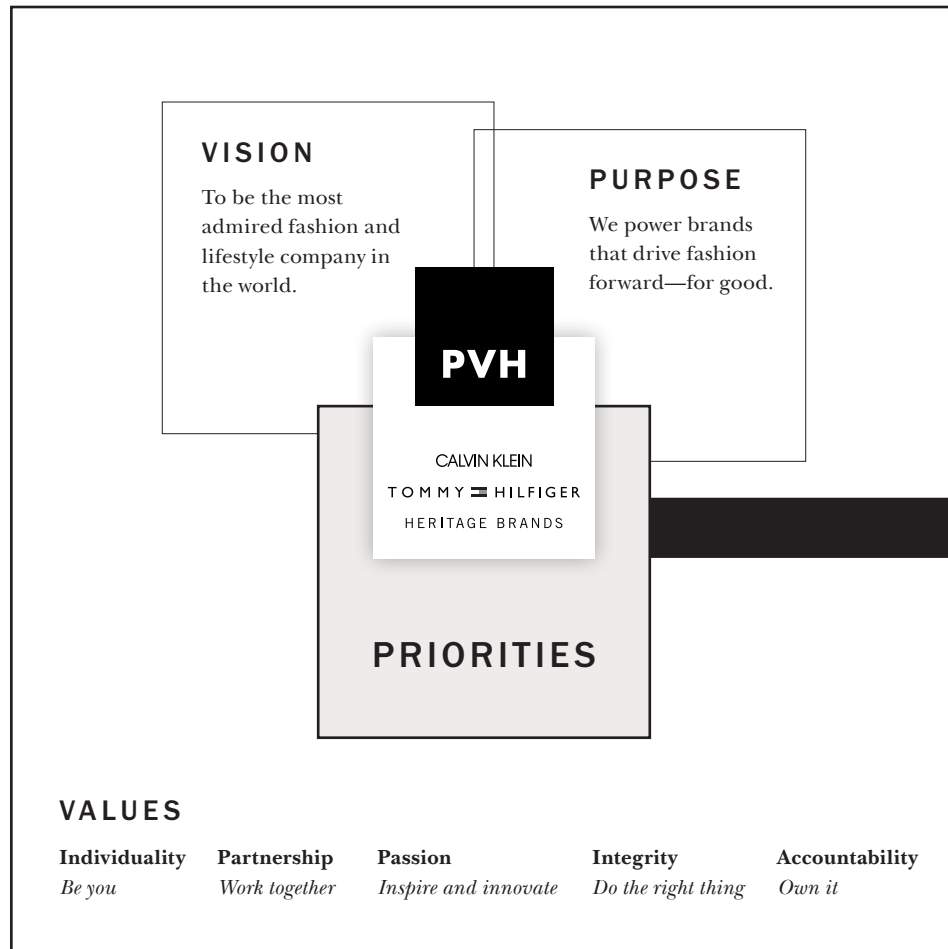 VISION
To be the most
admired fashion and
lifestyle company in
the world.
PURPOSE
We power brands
that drive fashion
forward—for good.
PVH
CALVIN KLEIN
TOMMY HILFIGER
HERITAGE BRANDS
PRIORITIES
VALUES
Individuality Partnership Passion Integrity Accountability
Be you Work together Inspire and innovate Do the right thing Own it